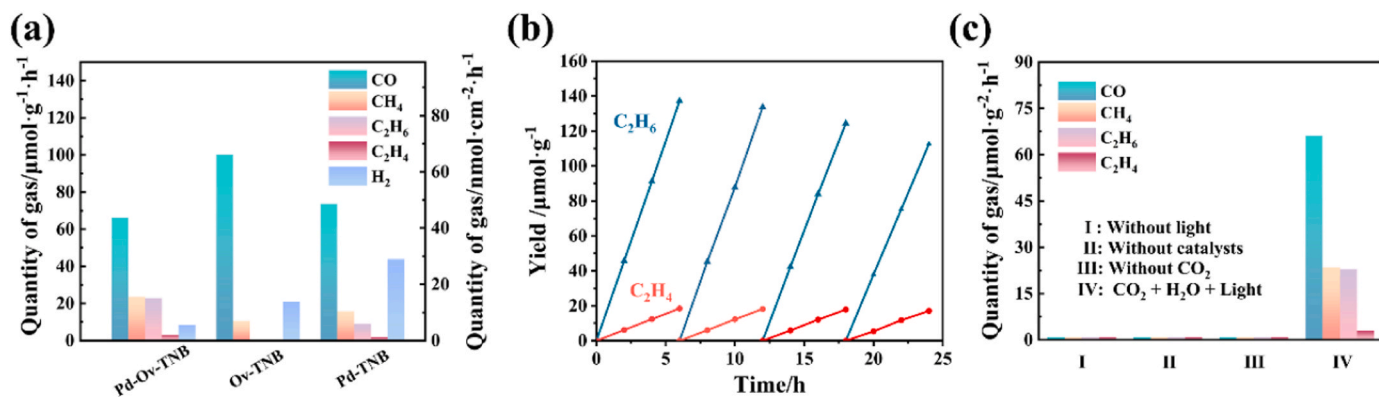 (a)
Quantity of gas/μmol·g⁻¹·h⁻¹
140
120
100
80
60
40
20
0
CO
CH₄
C₂H₆
C₂H₄
H₂
80
60
40
20
0
Quantity of gas/nmol·cm⁻²·h⁻¹
Pd-Ov-TNB
Ov-TNB
Pd-TNB
(b)
Yield /μmol·g⁻¹
160
140
120
100
80
60
40
20
0
C₂H₆
C₂H₄
0 5 10 15 20 25
Time/h
(c)
Quantity of gas/μmol·g⁻²·h⁻¹
90
75
60
45
30
15
0
CO
CH₄
C₂H₆
C₂H₄
I : Without light
II : Without catalysts
III: Without CO₂
IV: CO₂ + H₂O + Light
I II III IV